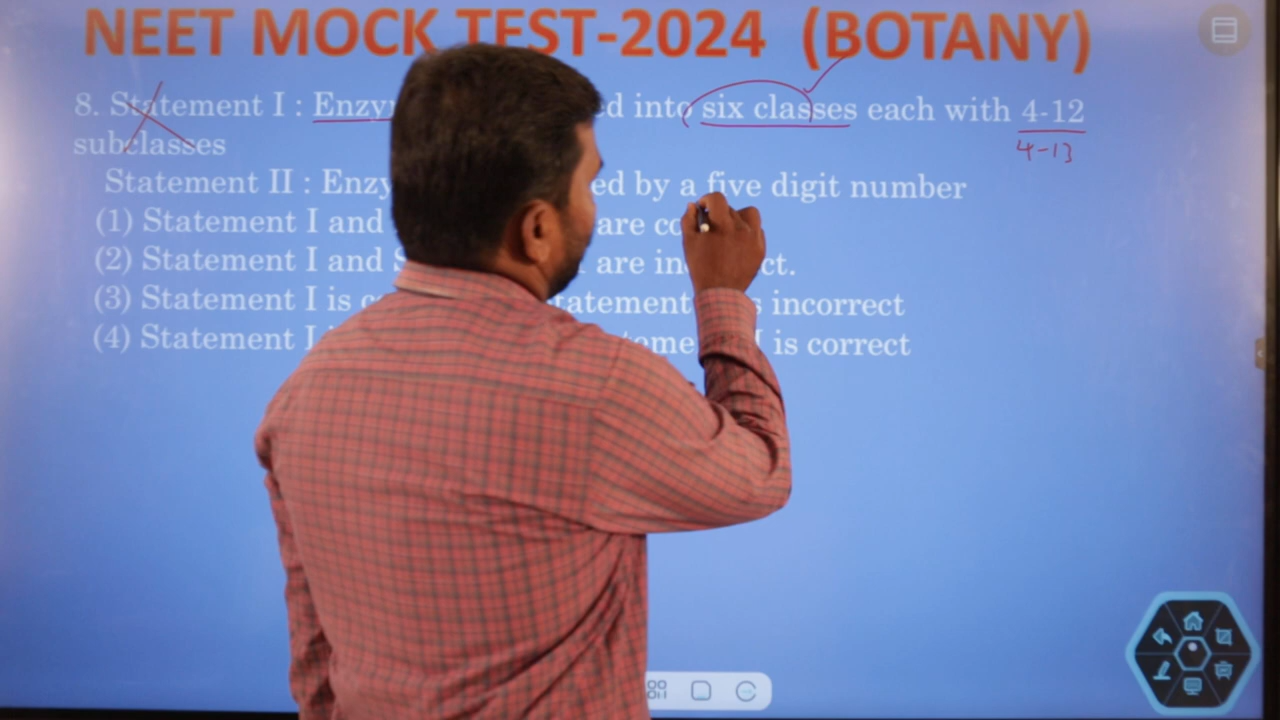 NEET MOCK TEST-2024 (BOTANY)
8. Statement I : Enzy ed into six classes each with 4-12
4-13
subclasses
Statement II : Enzy ed by a five digit number
(1) Statement I and are co
(2) Statement I and S are in ct.
(3) Statement I is c tatement s incorrect
(4) Statement I teme I is correct